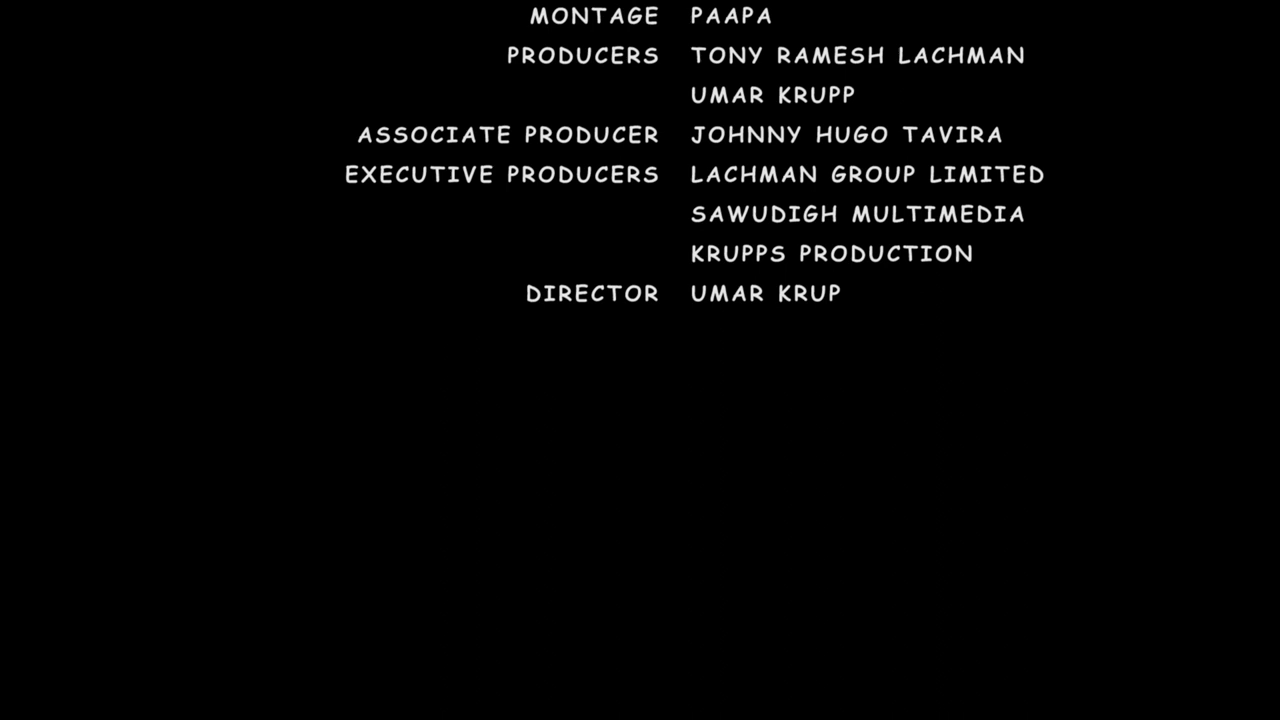 MONTAGE PAAPA
PRODUCERS TONY RAMESH LACHMAN
UMAR KRUPP
ASSOCIATE PRODUCER JOHNNY HUGO TAVIRA
EXECUTIVE PRODUCERS LACHMAN GROUP LIMITED
SAWUDIGH MULTIMEDIA
KRUPPS PRODUCTION
DIRECTOR UMAR KRUP